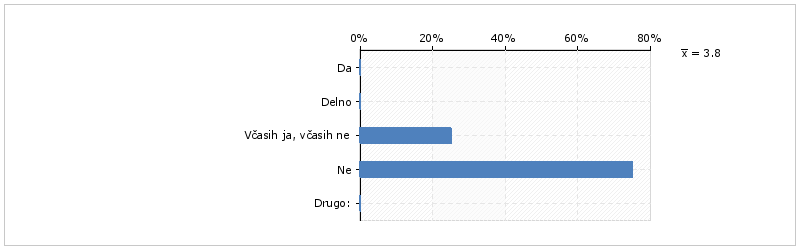 0% 20% 40% 60% 80%
x̅ = 3.8
Da
Delno
Včasih ja, včasih ne
Ne
Drugo: